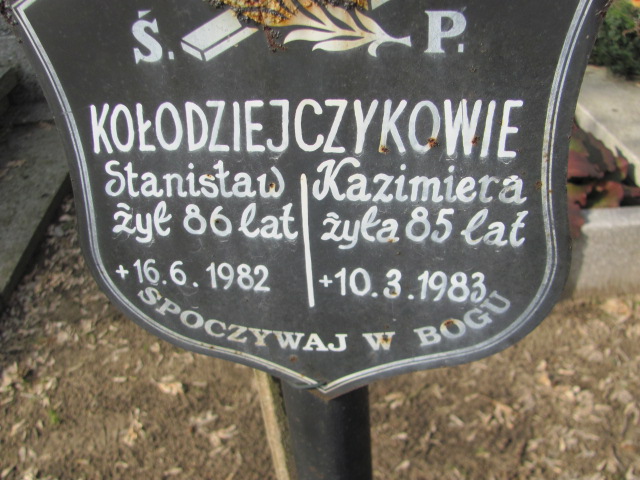 Ś. P.
KOŁODZIEJCZYKOWIE
Stanisław
żył 86 lat
+16.6.1982
Kazimiera
żyła 85 lat
+10.3.1983
SPOCZYWAJ W BOGU